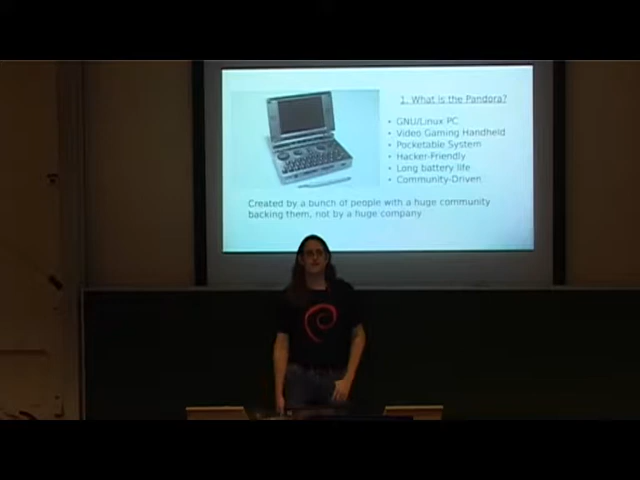 1. What is the Pandora?
• GNU/Linux PC
• Video Gaming Handheld
• Pocketable System
• Hacker-Friendly
• Long battery life
• Community-Driven
Created by a bunch of people with a huge community
backing them, not by a huge company